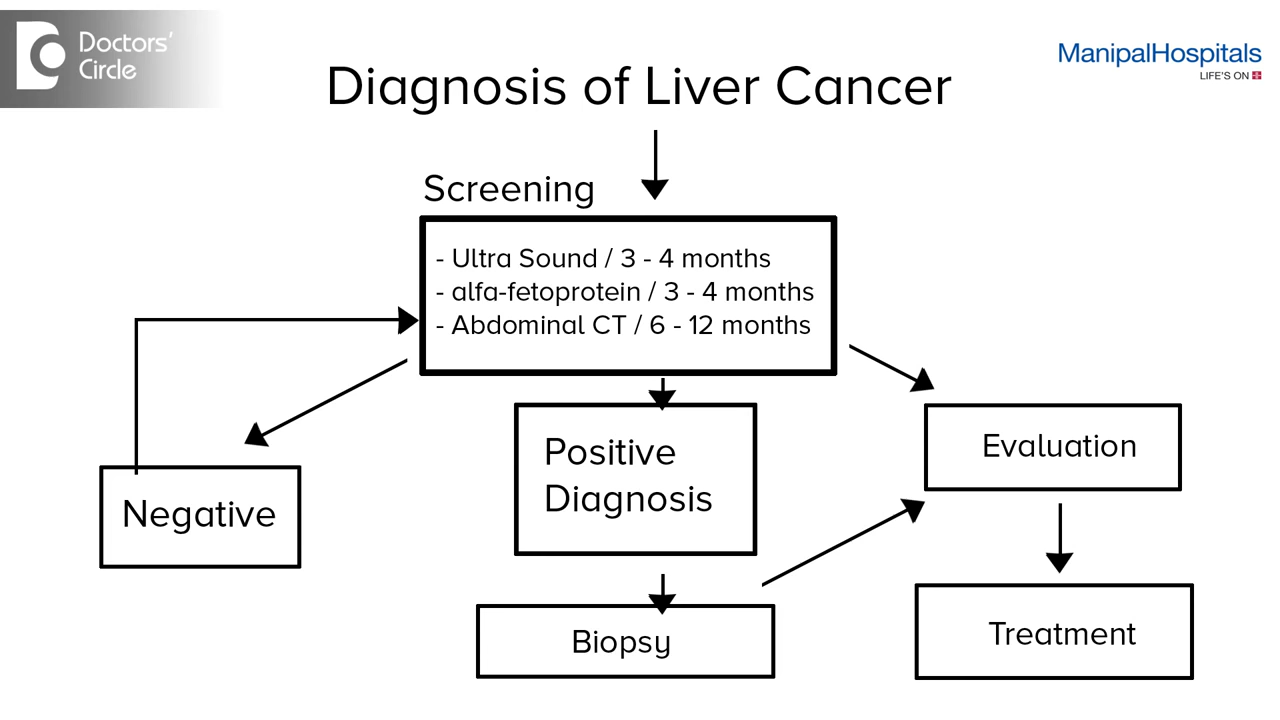 Doctors'
Circle
ManipalHospitals
LIFE'S ON
Diagnosis of Liver Cancer
Screening
- Ultra Sound / 3 - 4 months
- alfa-fetoprotein / 3 - 4 months
- Abdominal CT / 6 - 12 months
Negative
Positive
Diagnosis
Evaluation
Biopsy
Treatment